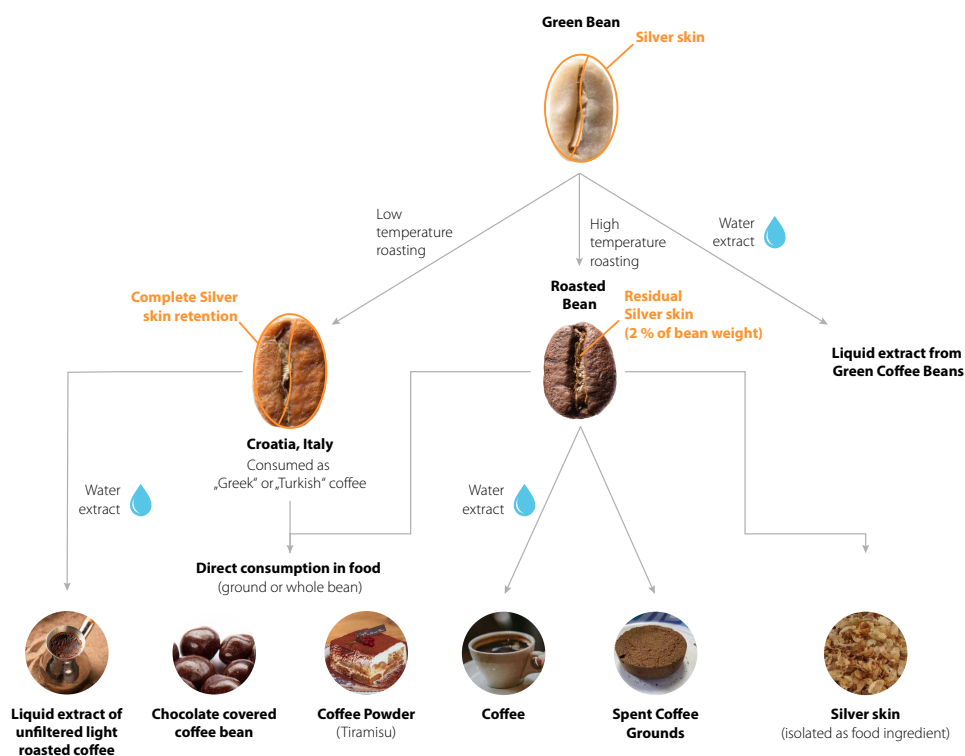 Green Bean
Silver skin
Low
temperature
roasting
High
temperature
roasting
Water
extract
Complete Silver
skin retention
Roasted
Bean
Residual
Silver skin
(2 % of bean weight)
Liquid extract from
Green Coffee Beans
Croatia, Italy
Consumed as
„Greek“ or „Turkish“ coffee
Water
extract
Water
extract
Direct consumption in food
(ground or whole bean)
Liquid extract of
unfiltered light
roasted coffee
Chocolate covered
coffee bean
Coffee Powder
(Tiramisu)
Coffee
Spent Coffee
Grounds
Silver skin
(isolated as food ingredient)